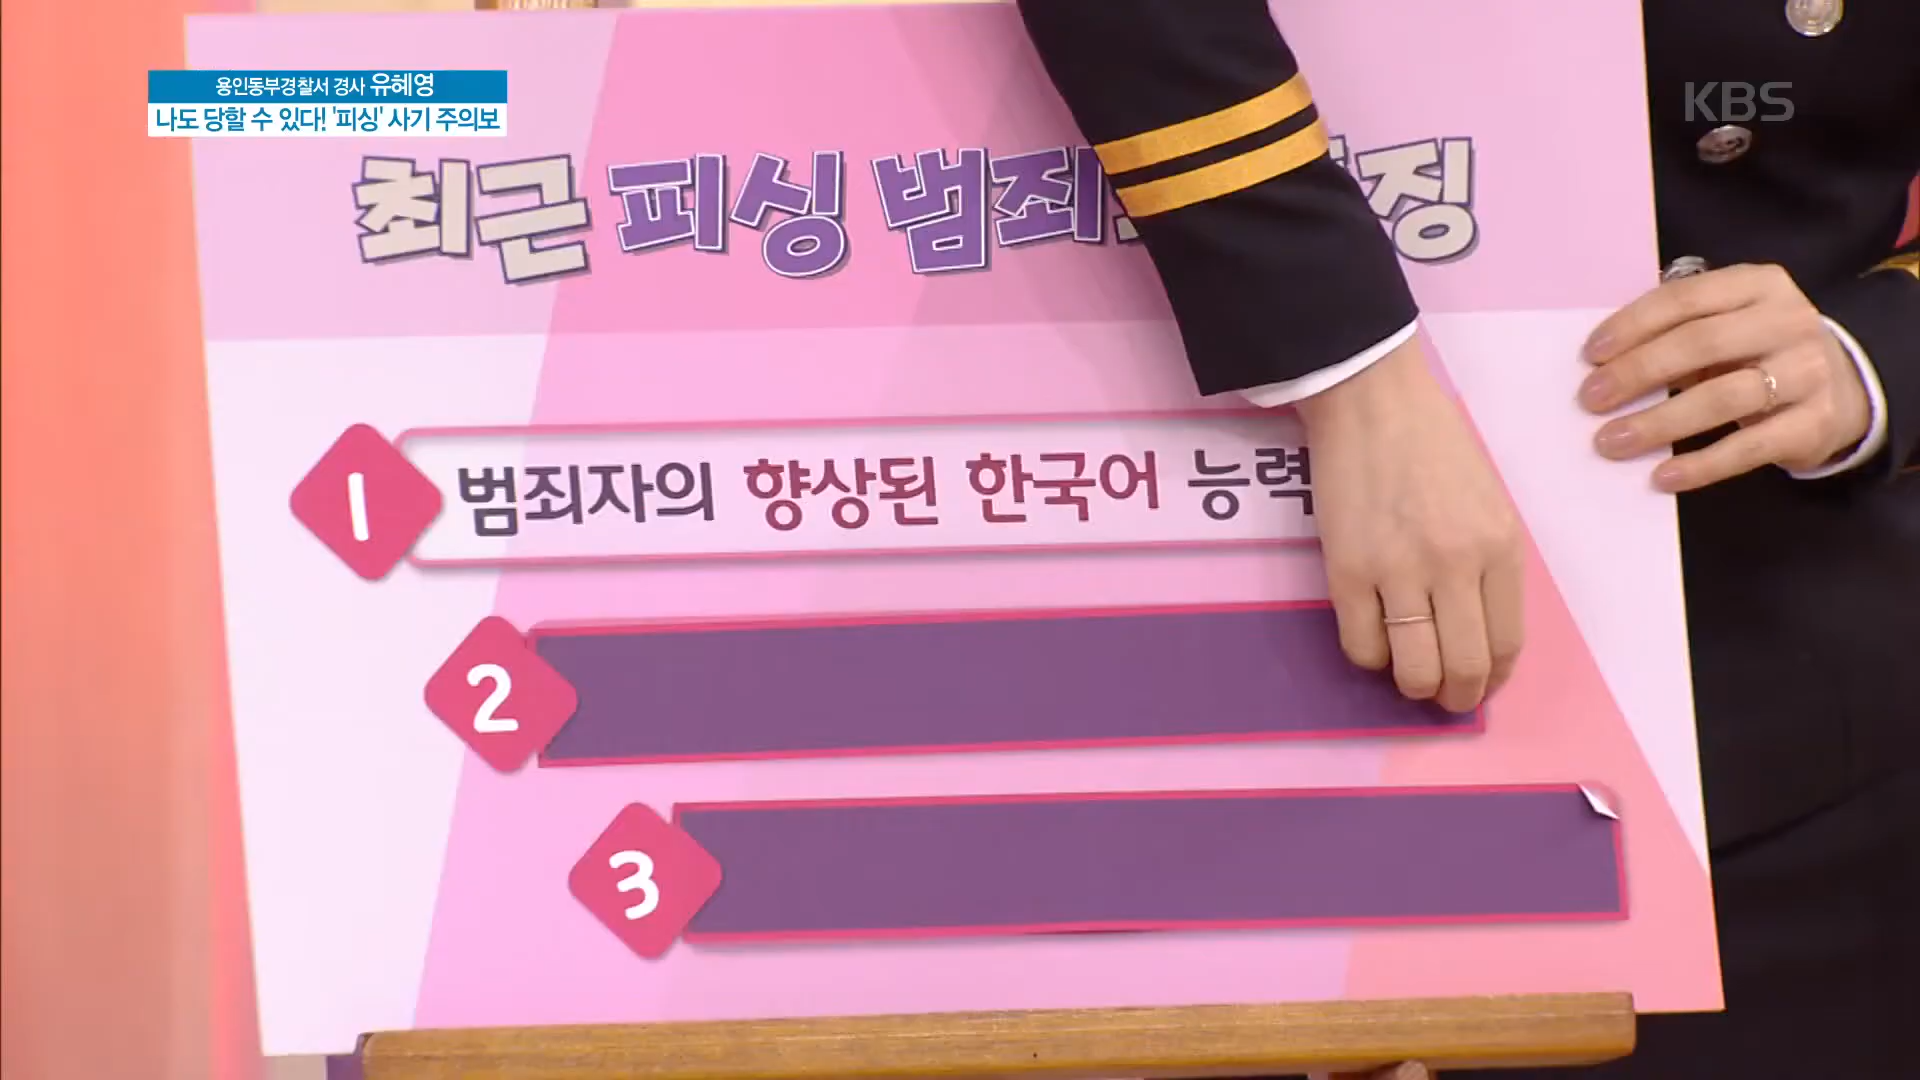 용인동부경찰서 경사 유혜영
나도 당할 수 있다! '피싱' 사기 주의보
KBS
최근 피싱
1 범죄자의 향상된 한국어 능력
2
3